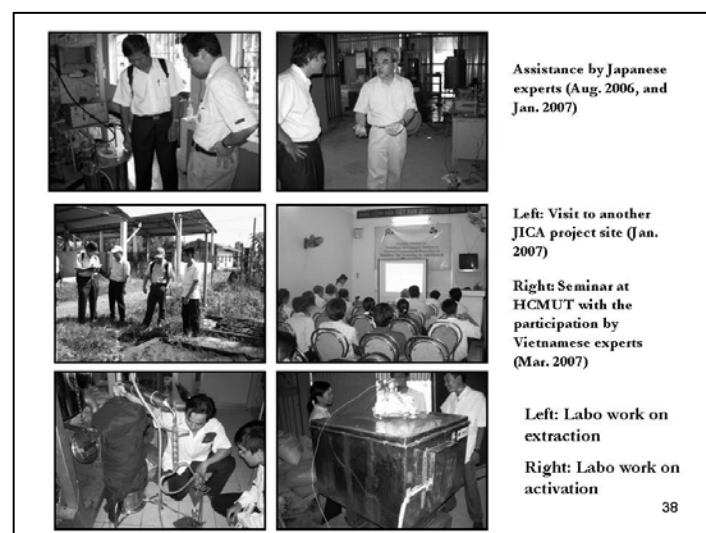 Assistance by Japanese
experts (Aug. 2006, and
Jan. 2007)
Left: Visit to another
JICA project site (Jan.
2007)
Right: Seminar at
HCMUT with the
participation by
Vietnamese experts
(Mar. 2007)
Left: Labo work on
extraction
Right: Labo work on
activation
38